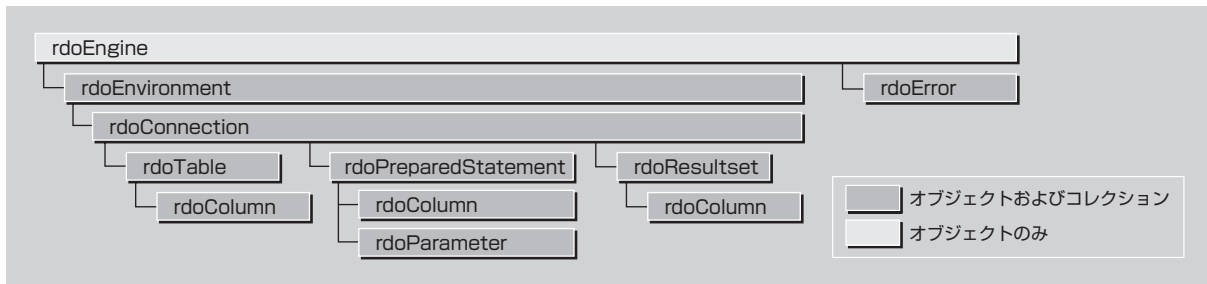 rdoEngine
rdoEnvironment
rdoError
rdoConnection
rdoTable
rdoPreparedStatement
rdoResultset
rdoColumn
rdoColumn
rdoColumn
rdoParameter
オブジェクトおよびコレクション
オブジェクトのみ